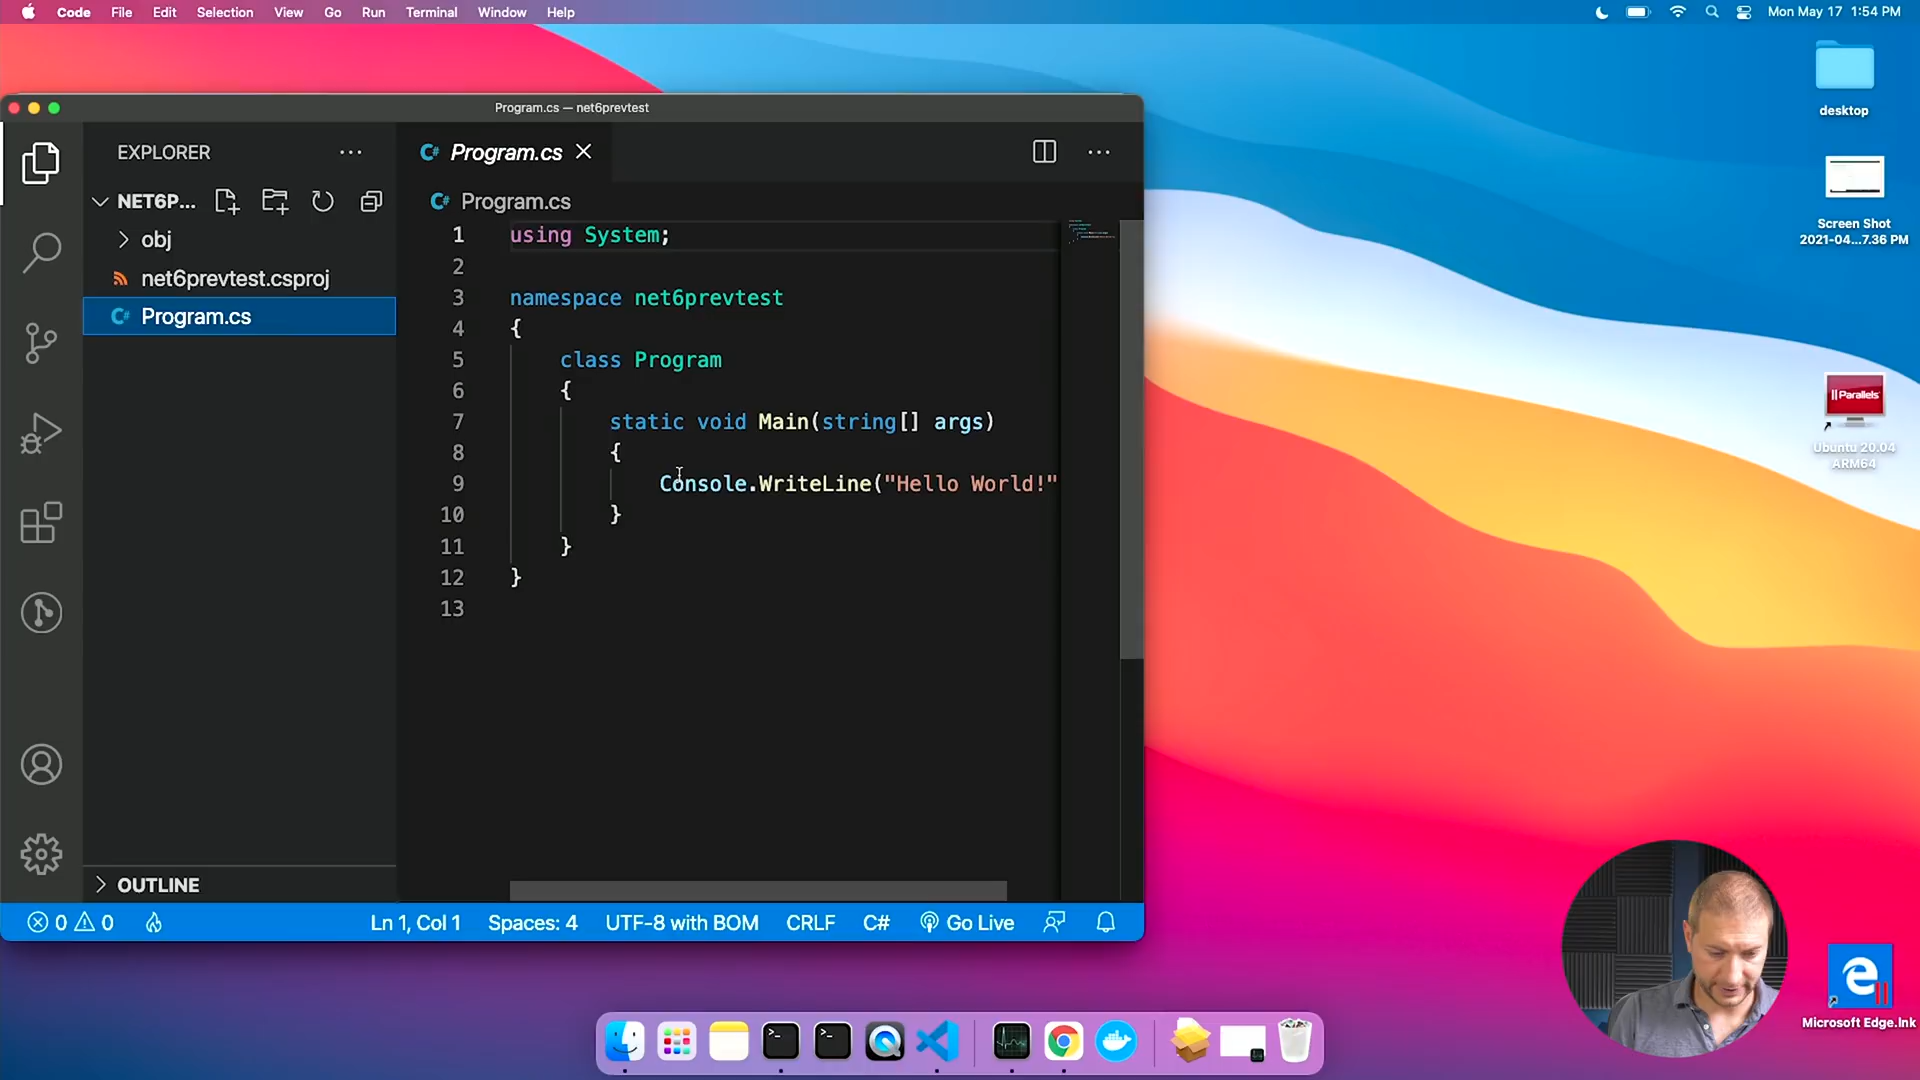 Code File Edit Selection View Go Run Terminal Window Help
Mon May 17 1:54 PM
desktop
Screen Shot
2021-04...7.36 PM
Parallels
Ubuntu 20.04
ARM64
Microsoft Edge.lnk
Program.cs — net6prevtest
EXPLORER
NET6P...
obj
net6prevtest.csproj
C# Program.cs
OUTLINE
C# Program.cs
C# Program.cs
1 using System;
2
3 namespace net6prevtest
4 {
5 class Program
6 {
7 static void Main(string[] args)
8 {
9 Console.WriteLine("Hello World!"
10 }
11 }
12 }
13
0 0
Ln 1, Col 1 Spaces: 4 UTF-8 with BOM CRLF C# Go Live